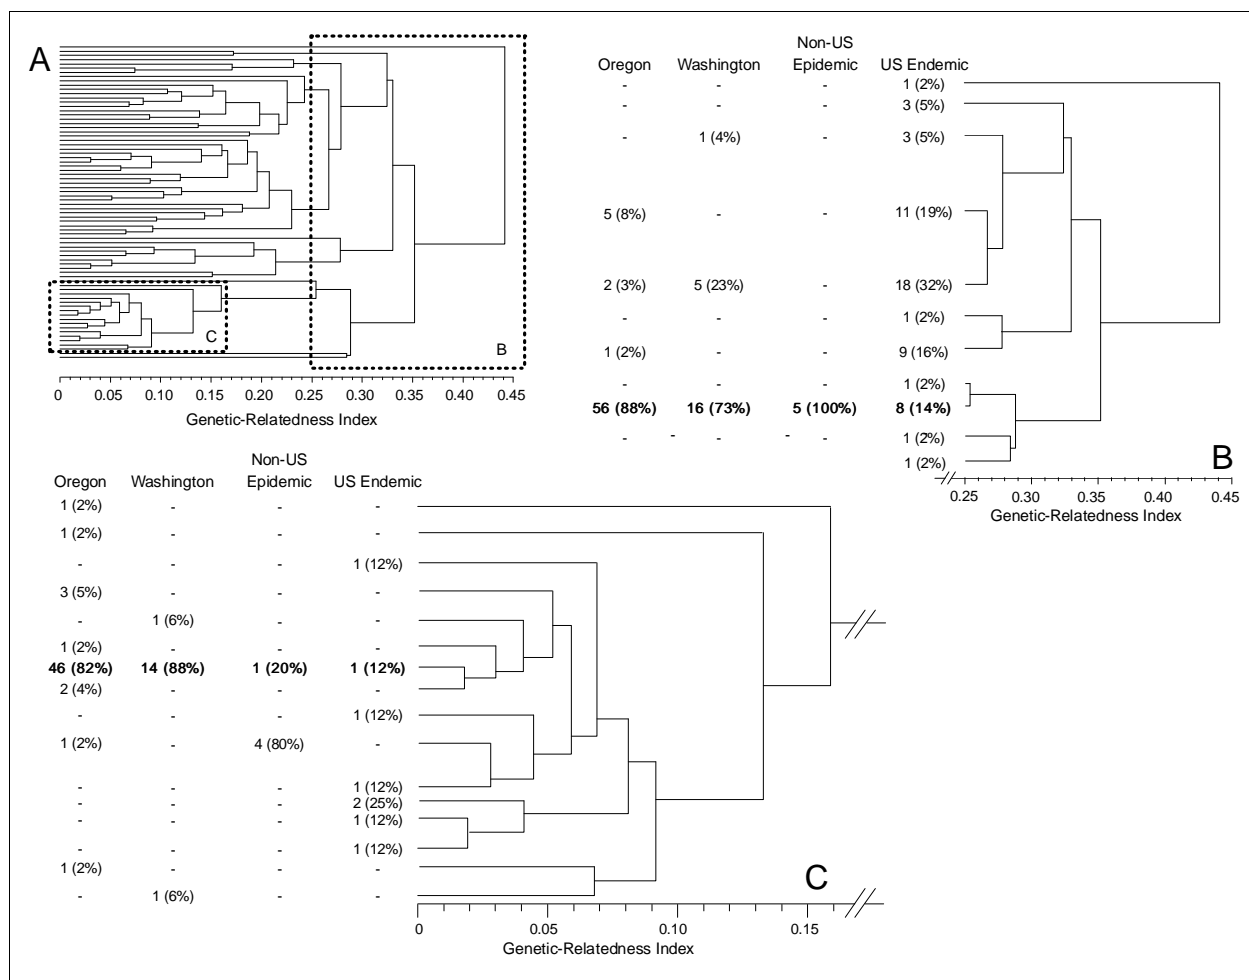 A
C
B
0 0.05 0.10 0.15 0.20 0.25 0.30 0.35 0.40 0.45
Genetic-Relatedness Index
Non-US
Oregon Washington Epidemic US Endemic
- - - 1 (2%)
- - - 3 (5%)
- 1 (4%) - 3 (5%)
5 (8%) - - 11 (19%)
2 (3%) 5 (23%) - 18 (32%)
- - - 1 (2%)
1 (2%) - - 9 (16%)
- - - 1 (2%)
56 (88%) 16 (73%) 5 (100%) 8 (14%)
- - - - - 1 (2%)
1 (2%)
B
0.25 0.30 0.35 0.40 0.45
Genetic-Relatedness Index
Non-US
Oregon Washington Epidemic US Endemic
1 (2%) - - -
1 (2%) - - -
- - - 1 (12%)
3 (5%) - - -
- 1 (6%) - -
1 (2%) - - -
46 (82%) 14 (88%) 1 (20%) 1 (12%)
2 (4%) - - -
- - - 1 (12%)
1 (2%) - 4 (80%) -
- - - 1 (12%)
- - - 2 (25%)
- - - 1 (12%)
- - - 1 (12%)
1 (2%) - - -
- 1 (6%) - -
C
0 0.05 0.10 0.15
Genetic-Relatedness Index